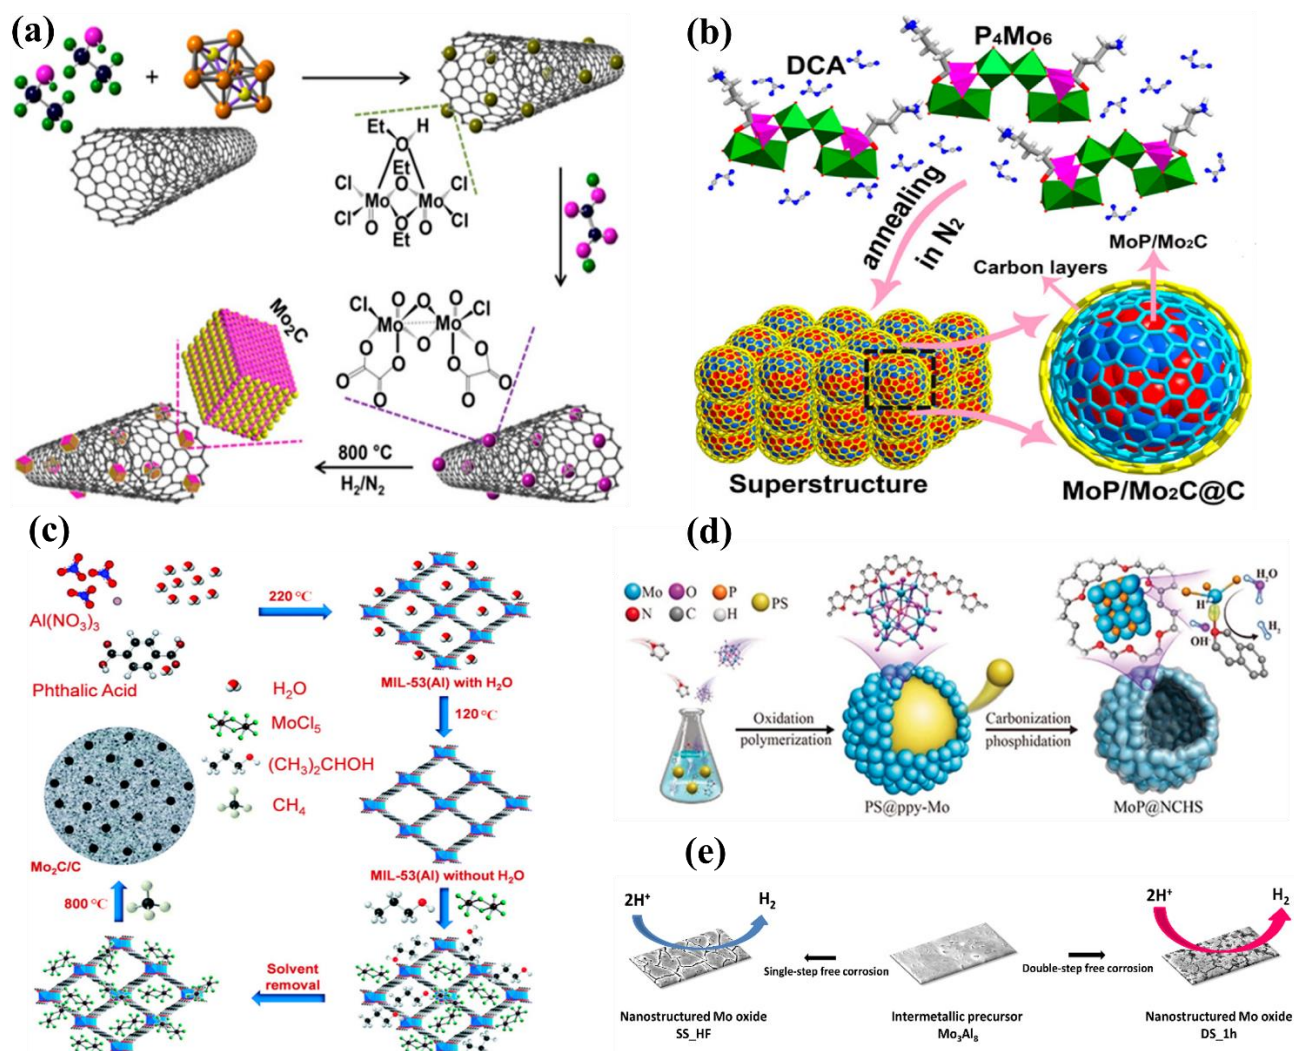 (a)
+
Et
H
O
Et
Cl
O
Cl
Mo
Mo
Cl
O
O
O
Cl
Et
Mo₂C
O
O
Cl
O
Cl
Mo
Mo
O
O
O
O
O
O
O
O
800 °C
H₂/N₂
(b)
P₄Mo₆
DCA
annealing
in N₂
MoP/Mo₂C
Carbon layers
Superstructure
MoP/Mo₂C@C
(c)
Al(NO₃)₃
220 °C
Phthalic Acid
MIL-53(Al) with H₂O
H₂O
120 °C
MoCl₅
(CH₃)₂CHOH
CH₄
Mo₂C/C
MIL-53(Al) without H₂O
800 °C
Solvent
removal
(d)
Mo
O
P
PS
N
C
H
Oxidation
polymerization
PS@ppy-Mo
Carbonization
phosphidation
H₂O
H
H₂
OH
MoP@NCHS
(e)
2H⁺
H₂
2H⁺
H₂
Single-step free corrosion
Double-step free corrosion
Nanostructured Mo oxide
SS_HF
Intermetallic precursor
Mo₃Al₈
Nanostructured Mo oxide
DS_1h